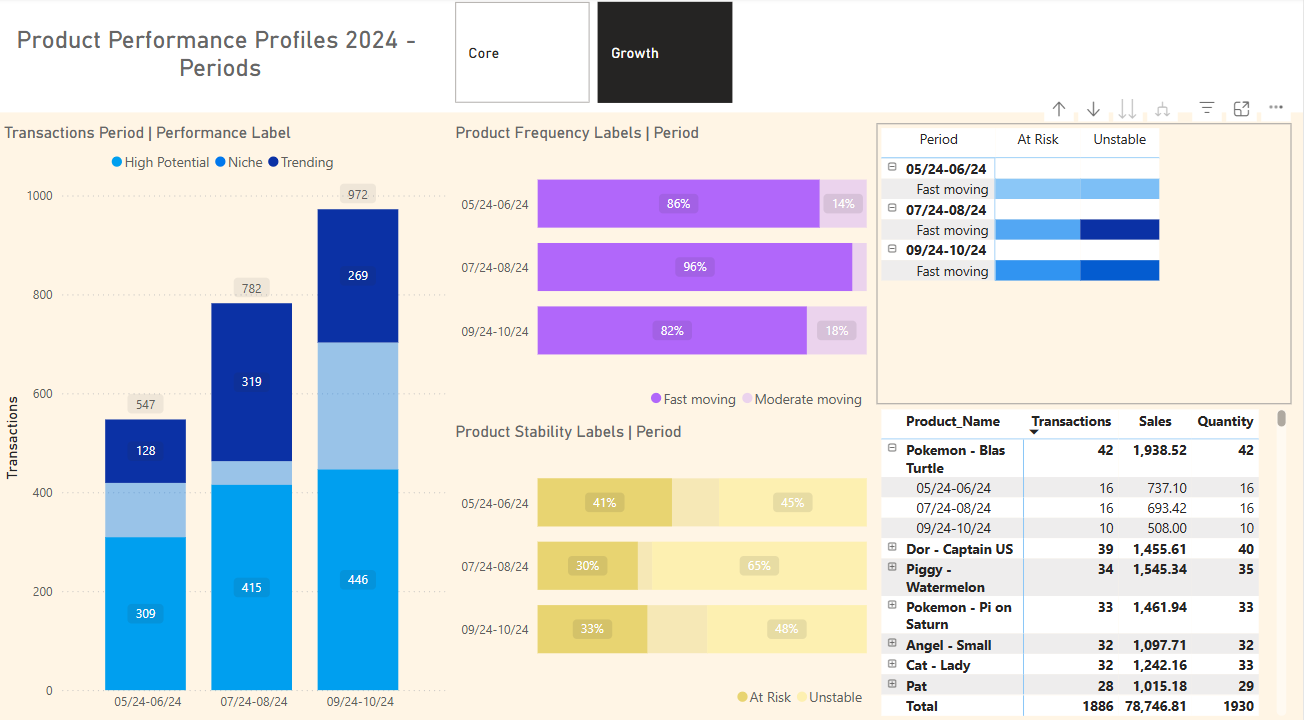 Product Performance Profiles 2024 -
Periods
Core
Growth
Transactions Period | Performance Label
High Potential Niche Trending
Transactions
1000
800
600
400
200
0
547
128
309
782
319
415
972
269
446
05/24-06/24 07/24-08/24 09/24-10/24
Product Frequency Labels | Period
05/24-06/24 86% 14%
07/24-08/24 96%
09/24-10/24 82% 18%
Fast moving Moderate moving
Product Stability Labels | Period
05/24-06/24 41% 45%
07/24-08/24 30% 65%
09/24-10/24 33% 48%
At Risk Unstable
Period At Risk Unstable
05/24-06/24
Fast moving
07/24-08/24
Fast moving
09/24-10/24
Fast moving
Product_Name Transactions Sales Quantity
Pokemon - Blas 42 1,938.52 42
Turtle
05/24-06/24 16 737.10 16
07/24-08/24 16 693.42 16
09/24-10/24 10 508.00 10
Dor - Captain US 39 1,455.61 40
Piggy - 34 1,545.34 35
Watermelon
Pokemon - Pi on 33 1,461.94 33
Saturn
Angel - Small 32 1,097.71 32
Cat - Lady 32 1,242.16 33
Pat 28 1,015.18 29
Total 1886 78,746.81 1930